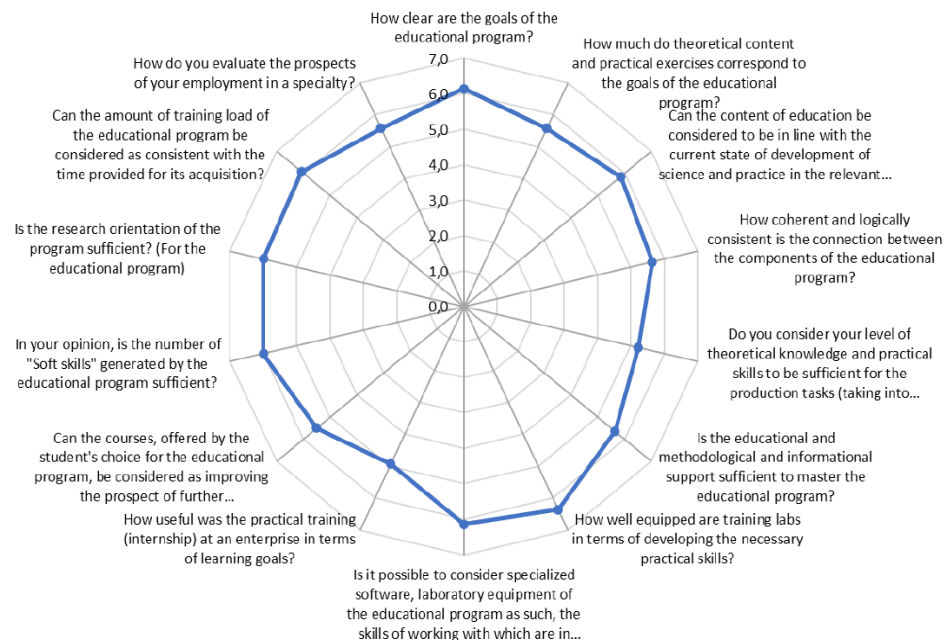 How clear are the goals of the
educational program?
How much do theoretical content
and practical exercises correspond to
the goals of the educational
program?
Can the content of education be
considered to be in line with the
current state of development of
science and practice in the relevant...
How coherent and logically
consistent is the connection between
the components of the educational
program?
Do you consider your level of
theoretical knowledge and practical
skills to be sufficient for the
production tasks (taking into...
Is the educational and
methodological and informational
support sufficient to master the
educational program?
How well equipped are training labs
in terms of developing the necessary
practical skills?
Is it possible to consider specialized
software, laboratory equipment of
the educational program as such, the
skills of working with which are in...
How useful was the practical training
(internship) at an enterprise in terms
of learning goals?
Can the courses, offered by the
student's choice for the educational
program, be considered as improving
the prospect of further...
In your opinion, is the number of
"Soft skills" generated by the
educational program sufficient?
Is the research orientation of the
program sufficient? (For the
educational program)
Can the amount of training load of
the educational program be
considered as consistent with the
time provided for its acquisition?
How do you evaluate the prospects
of your employment in a specialty?
7,0
6,0
5,0
4,0
3,0
2,0
1,0
0,0